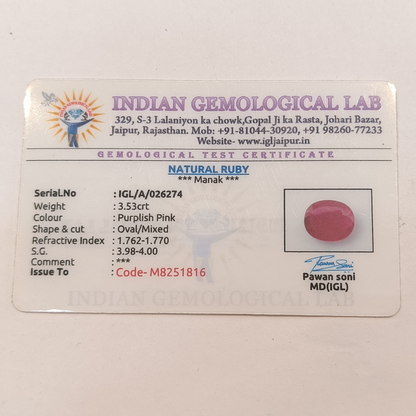 INDIAN GEMOLOGICAL LAB
329, S-3 Lalaniyon ka chowk,Gopal Ji ka Rasta, Johari Bazar,
Jaipur, Rajasthan. Mob: +91-81044-30920, +91 98260-77233
Website- www.igljaipur.in
GEMOLOGICAL TEST CERTIFICATE
NATURAL RUBY
*** Manak ***
Serial.No : IGL/A/026274
Weight : 3.53crt
Colour : Purplish Pink
Shape & cut : Oval/Mixed
Refractive Index : 1.762-1.770
S.G. : 3.98-4.00
Comment : ***
Issue To : Code- M8251816
Pawan soni
MD(IGL)
INDIAN GEMOLOGICAL LAB